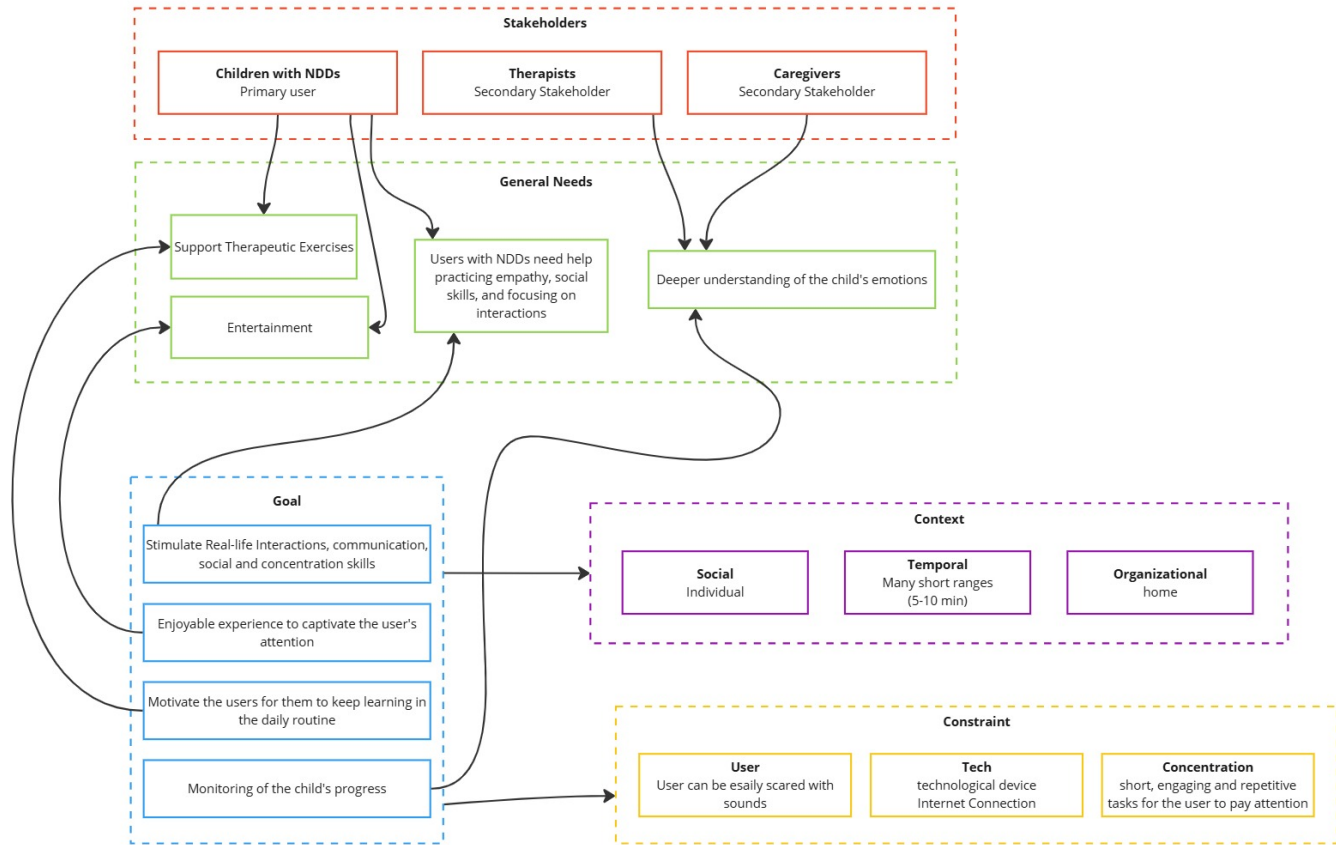 Stakeholders
Children with NDDs
Primary user
Therapists
Secondary Stakeholder
Caregivers
Secondary Stakeholder
General Needs
Support Therapeutic Exercises
Entertainment
Users with NDDs need help
practicing empathy, social
skills, and focusing on
interactions
Deeper understanding of the child's emotions
Goal
Stimulate Real-life Interactions, communication,
social and concentration skills
Enjoyable experience to captivate the user's
attention
Motivate the users for them to keep learning in
the daily routine
Monitoring of the child's progress
Context
Social
Individual
Temporal
Many short ranges
(5-10 min)
Organizational
home
Constraint
User
User can be esaily scared with
sounds
Tech
technological device
Internet Connection
Concentration
short, engaging and repetitive
tasks for the user to pay attention